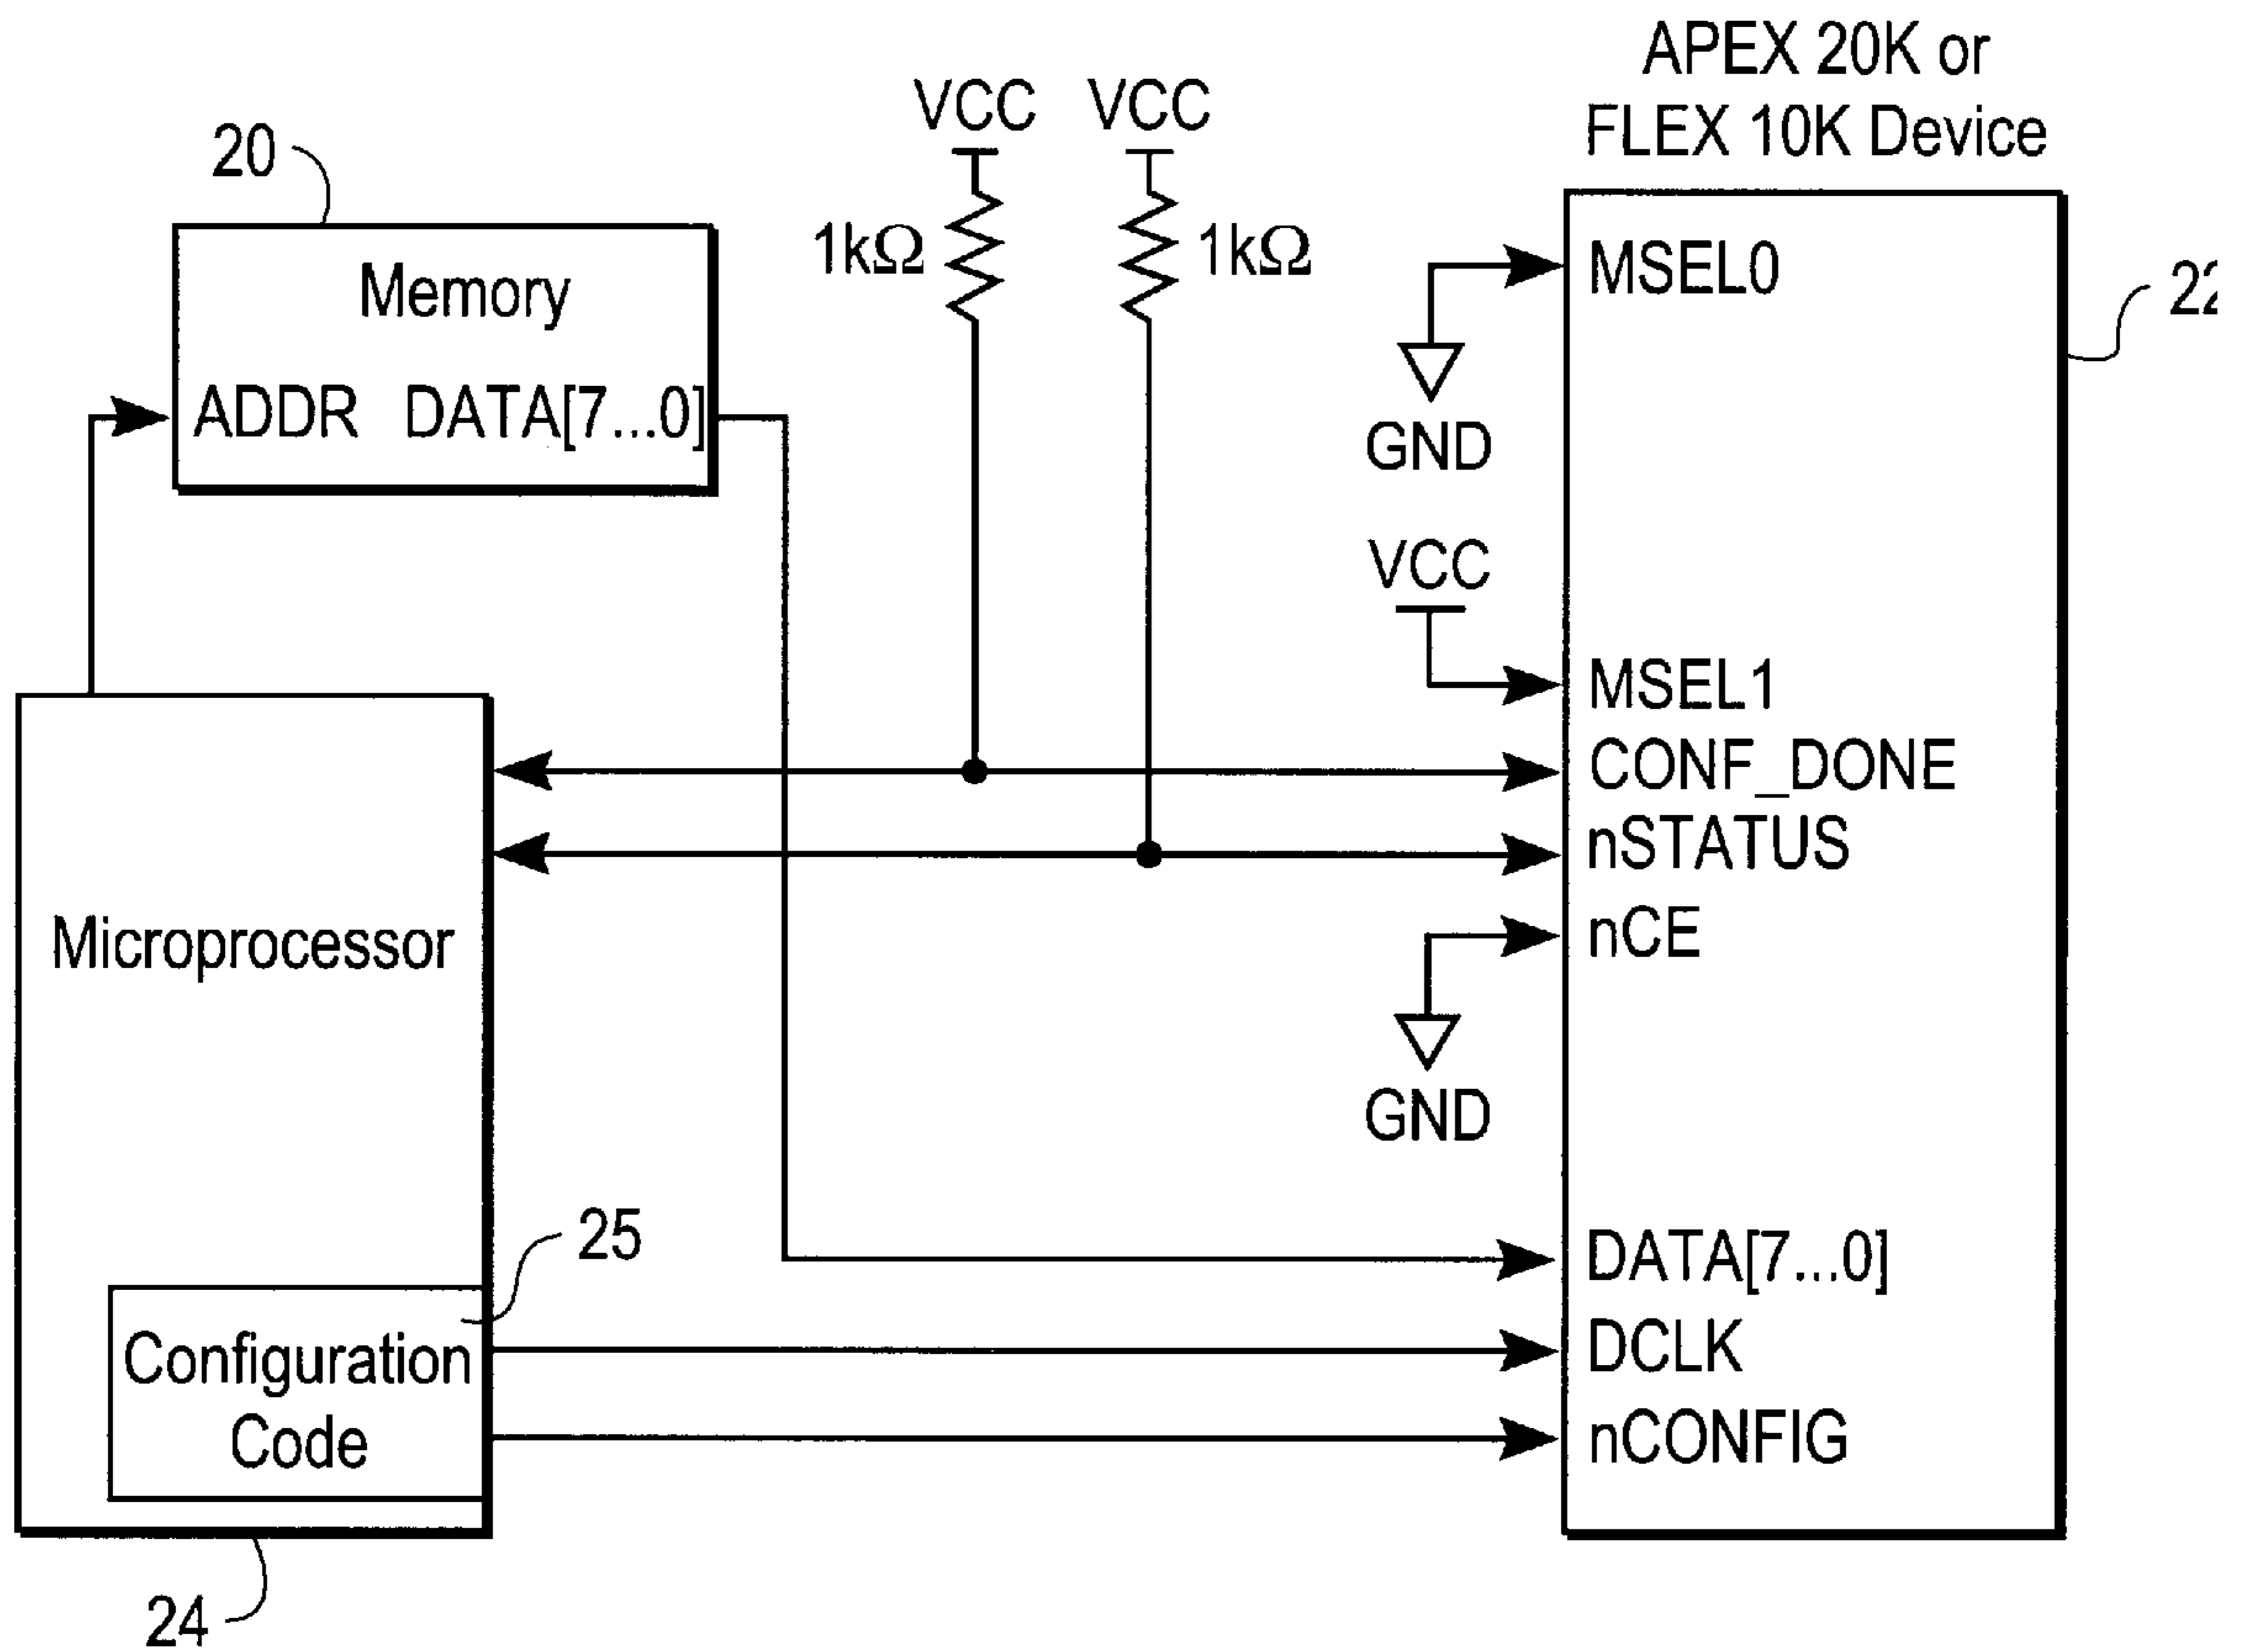 APEX 20K or
FLEX 10K Device
VCC VCC
20
1kΩ 1kΩ
Memory
ADDR DATA[7...0]
MSEL0
GND
VCC
MSEL1
CONF_DONE
nSTATUS
nCE
GND
Microprocessor
25
DATA[7...0]
Configuration
Code
DCLK
nCONFIG
24